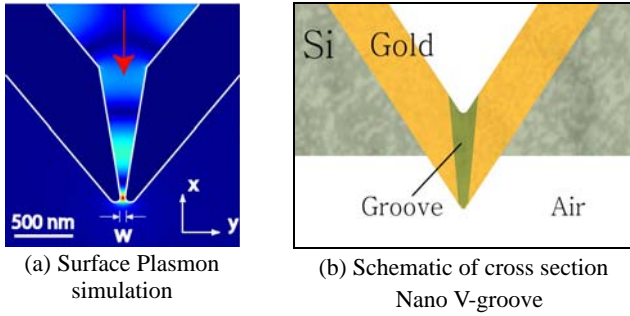 500 nm
W
x
y
(a) Surface Plasmon
simulation
Si
Gold
Groove
Air
(b) Schematic of cross section
Nano V-groove